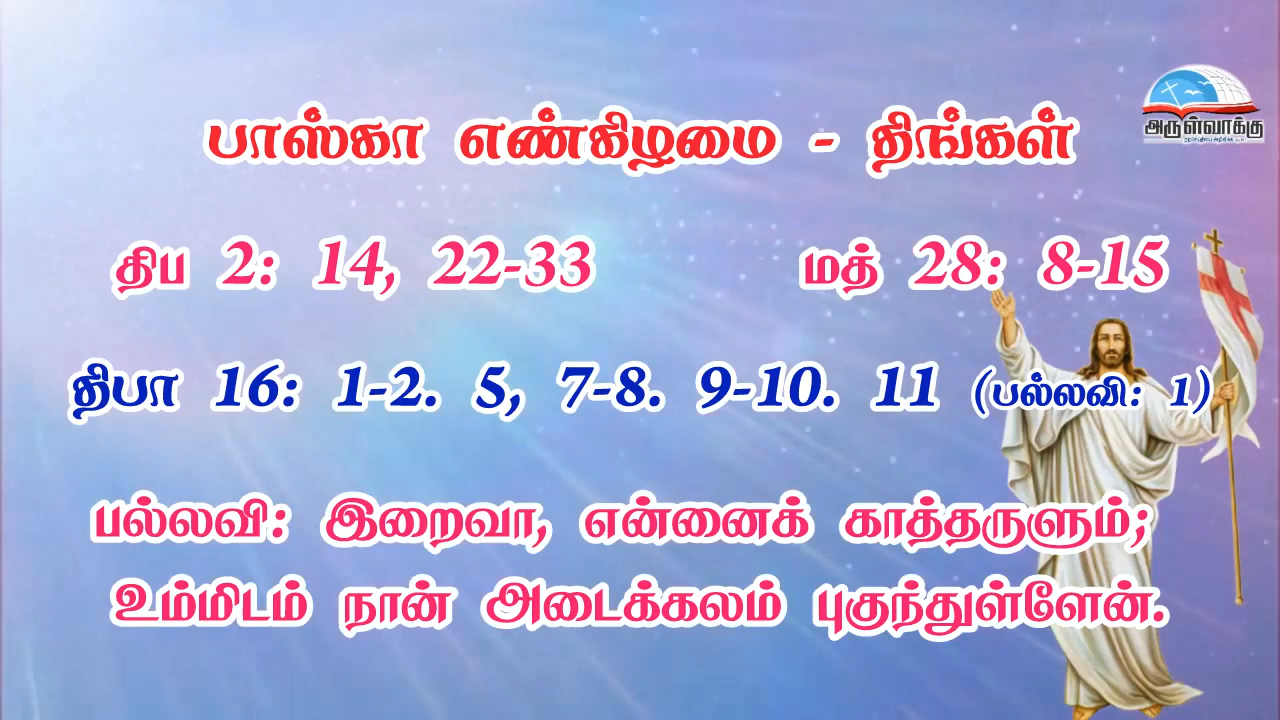 பாஸ்கா எண்கிழமை - திங்கள்
அருள்வாக்கு
திப 2: 14, 22-33 மத் 28: 8-15
திபா 16: 1-2. 5, 7-8. 9-10. 11 (பல்லவி: 1)
பல்லவி: இறைவா, என்னைக் காத்தருளும்;
உம்மிடம் நான் அடைக்கலம் புகுந்துள்ளேன்.